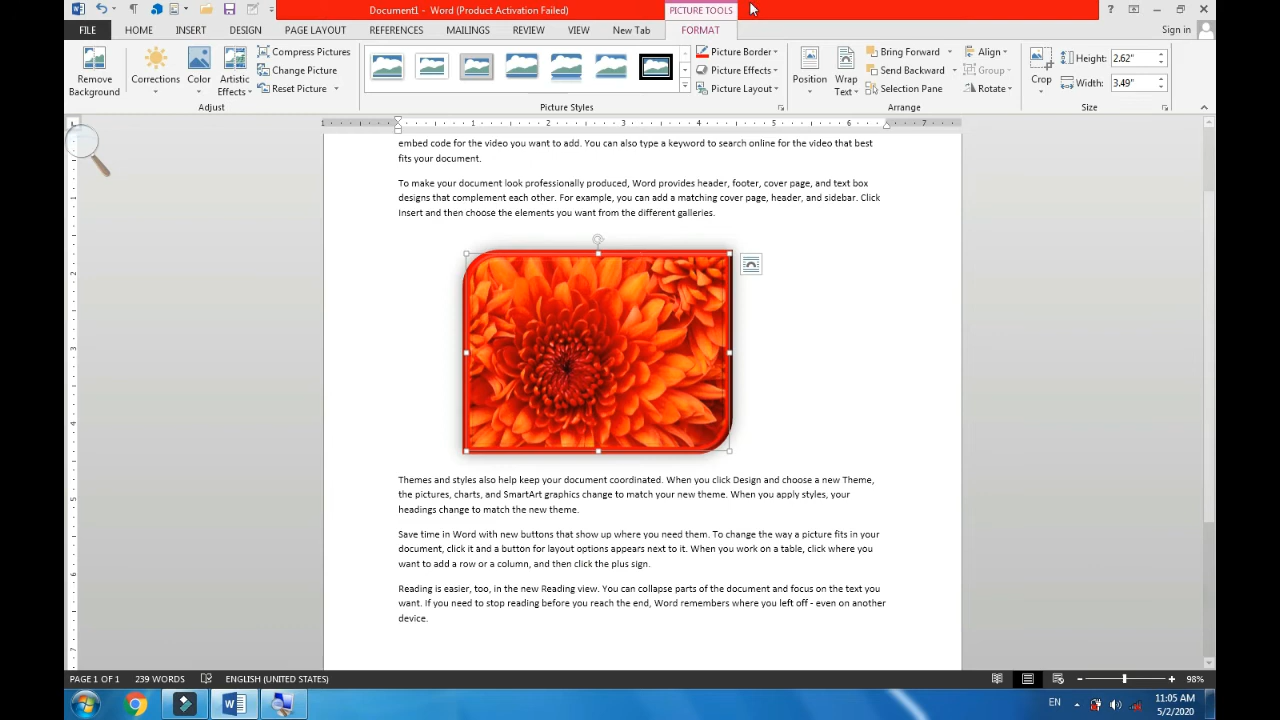 Document1 - Word (Product Activation Failed)
PICTURE TOOLS
FILE HOME INSERT DESIGN PAGE LAYOUT REFERENCES MAILINGS REVIEW VIEW New Tab FORMAT Sign in
Remove Background
Corrections
Color
Artistic Effects
Compress Pictures
Change Picture
Reset Picture
Adjust
Picture Styles
Picture Border
Picture Effects
Picture Layout
Position
Wrap Text
Bring Forward
Send Backward
Selection Pane
Align
Group
Rotate
Arrange
Crop
Height: 2.62"
Width: 3.49"
Size
1 1 2 3 4 5 6 7
embed code for the video you want to add. You can also type a keyword to search online for the video that best
fits your document.
To make your document look professionally produced, Word provides header, footer, cover page, and text box
designs that complement each other. For example, you can add a matching cover page, header, and sidebar. Click
Insert and then choose the elements you want from the different galleries.
Themes and styles also help keep your document coordinated. When you click Design and choose a new Theme,
the pictures, charts, and SmartArt graphics change to match your new theme. When you apply styles, your
headings change to match the new theme.
Save time in Word with new buttons that show up where you need them. To change the way a picture fits in your
document, click it and a button for layout options appears next to it. When you work on a table, click where you
want to add a row or a column, and then click the plus sign.
Reading is easier, too, in the new Reading view. You can collapse parts of the document and focus on the text you
want. If you need to stop reading before you reach the end, Word remembers where you left off - even on another
device.
PAGE 1 OF 1 239 WORDS ENGLISH (UNITED STATES) 98%
EN
11:05 AM
5/2/2020